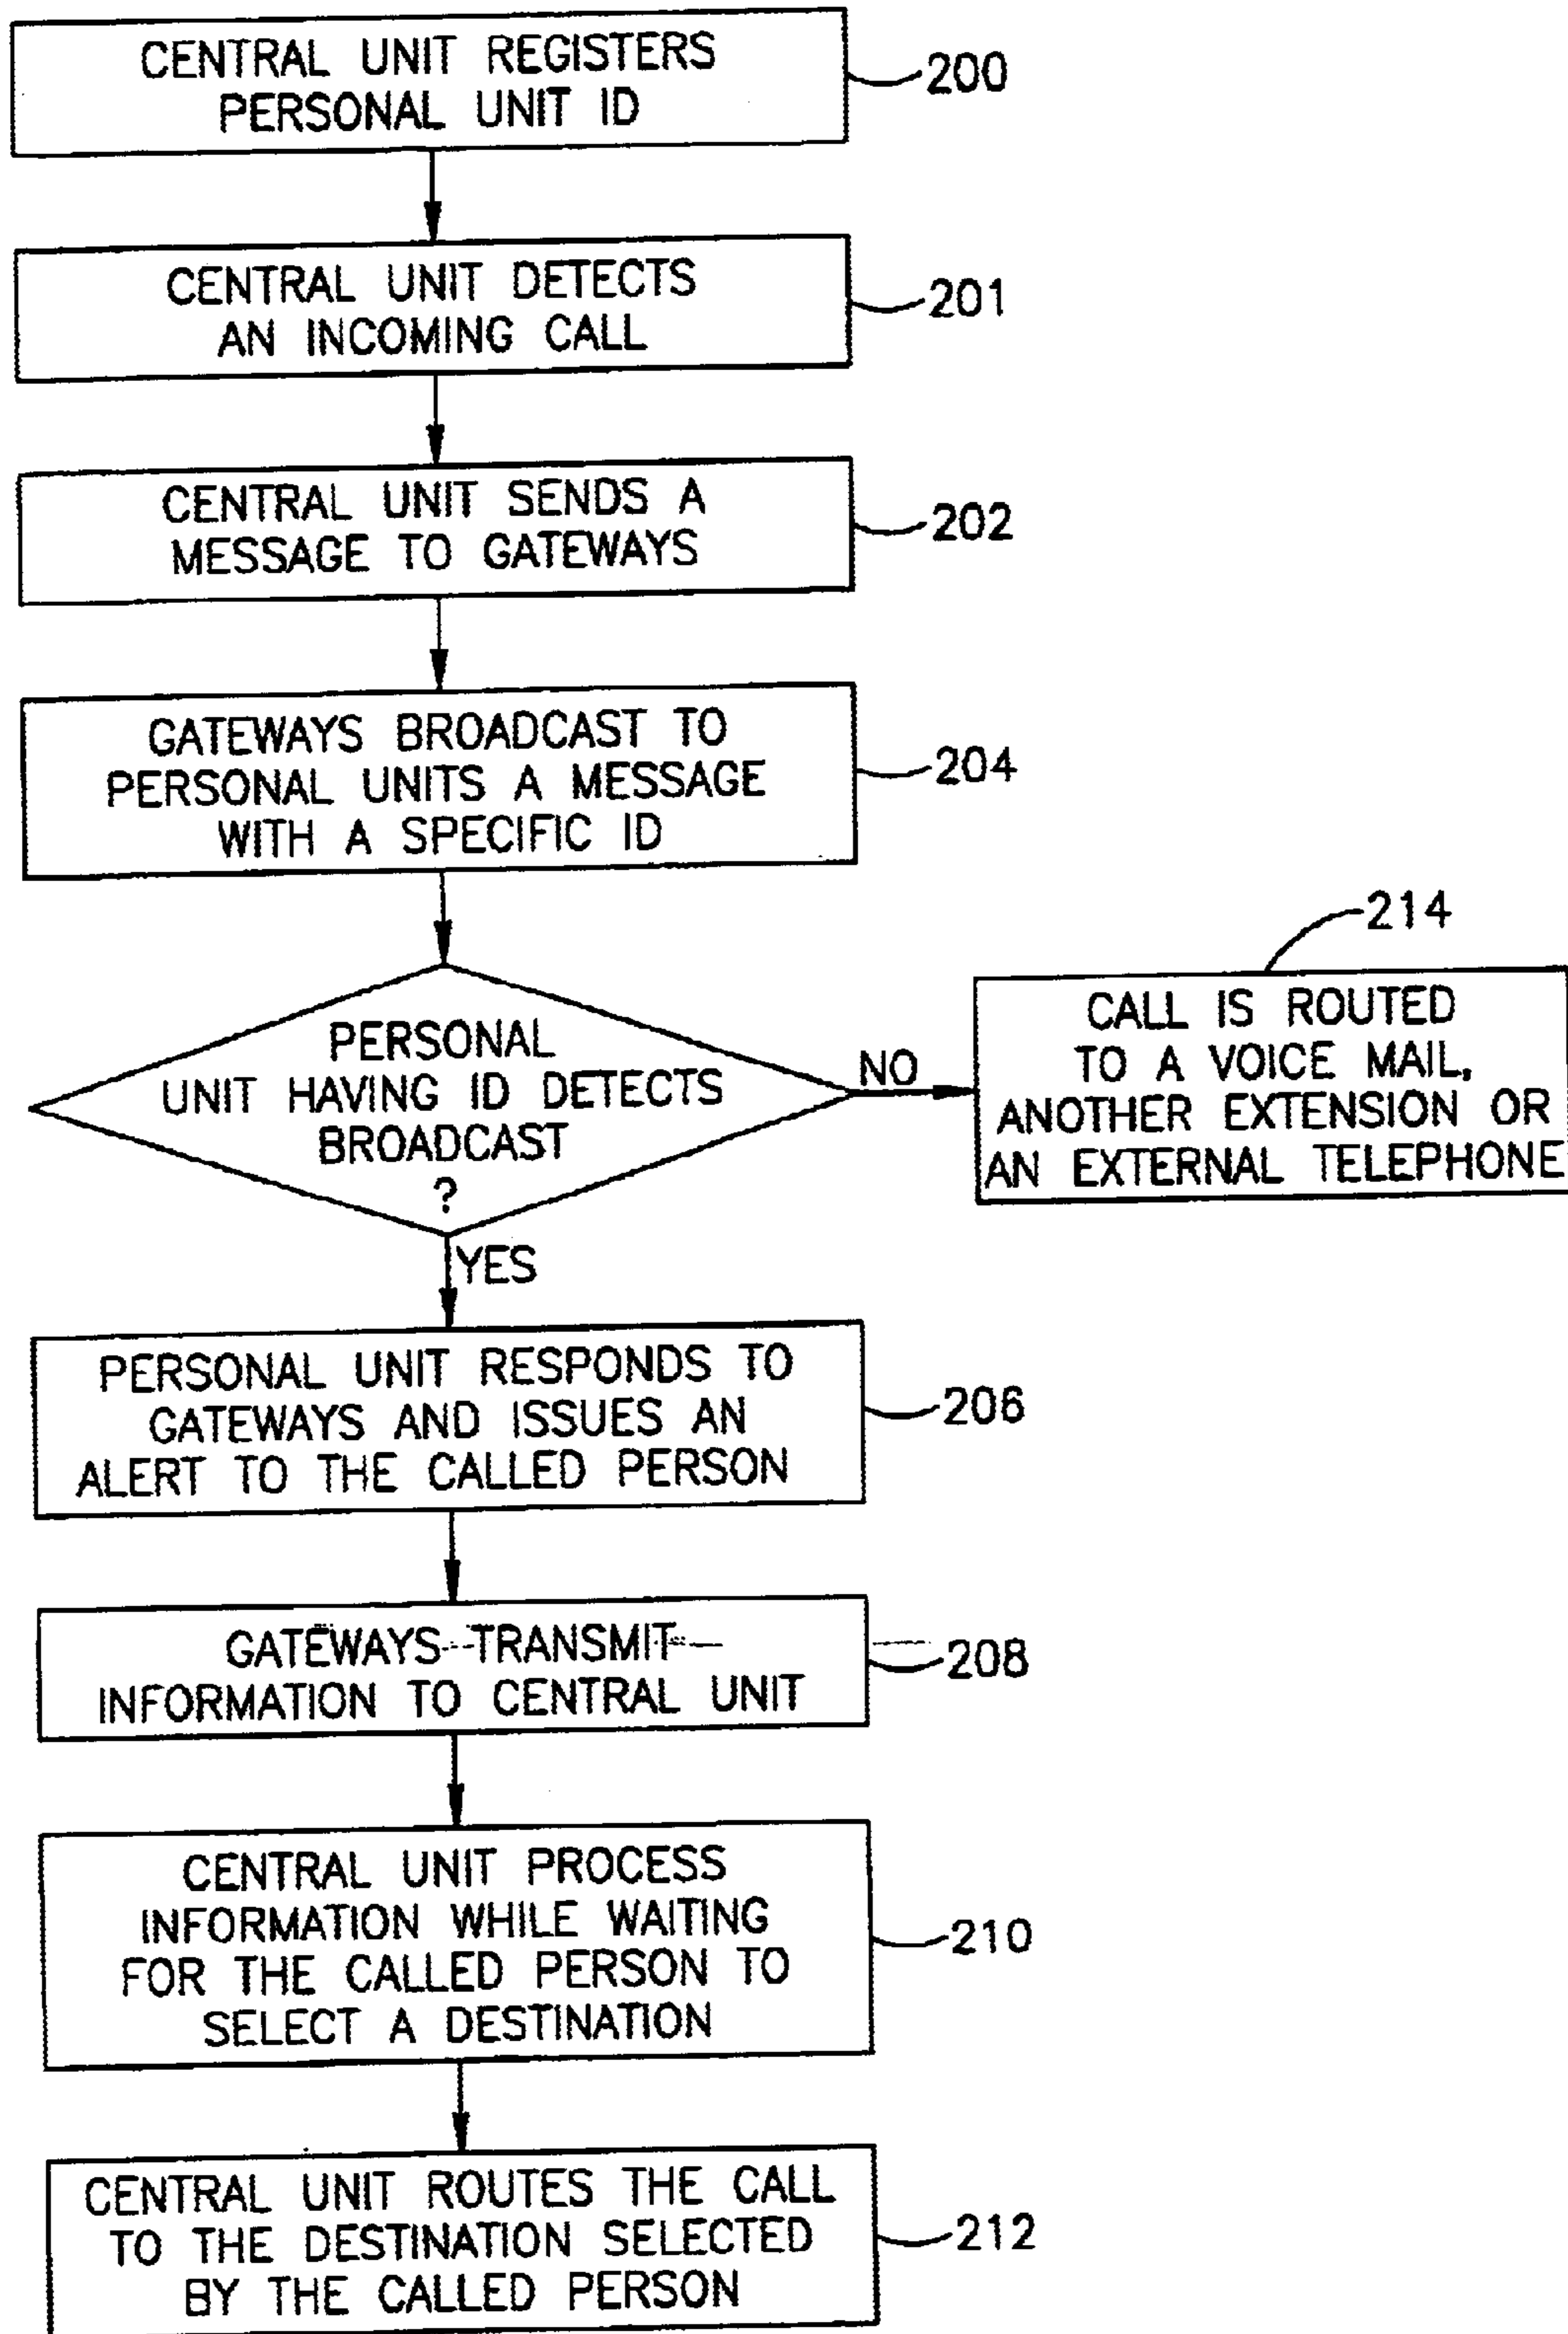 CENTRAL UNIT REGISTERS
PERSONAL UNIT ID
200
CENTRAL UNIT DETECTS
AN INCOMING CALL
201
CENTRAL UNIT SENDS A
MESSAGE TO GATEWAYS
202
GATEWAYS BROADCAST TO
PERSONAL UNITS A MESSAGE
WITH A SPECIFIC ID
204
PERSONAL
UNIT HAVING ID DETECTS
BROADCAST
?
NO
214
CALL IS ROUTED
TO A VOICE MAIL,
ANOTHER EXTENSION OR
AN EXTERNAL TELEPHONE
YES
PERSONAL UNIT RESPONDS TO
GATEWAYS AND ISSUES AN
ALERT TO THE CALLED PERSON
206
GATEWAYS TRANSMIT
INFORMATION TO CENTRAL UNIT
208
CENTRAL UNIT PROCESS
INFORMATION WHILE WAITING
FOR THE CALLED PERSON TO
SELECT A DESTINATION
210
CENTRAL UNIT ROUTES THE CALL
TO THE DESTINATION SELECTED
BY THE CALLED PERSON
212